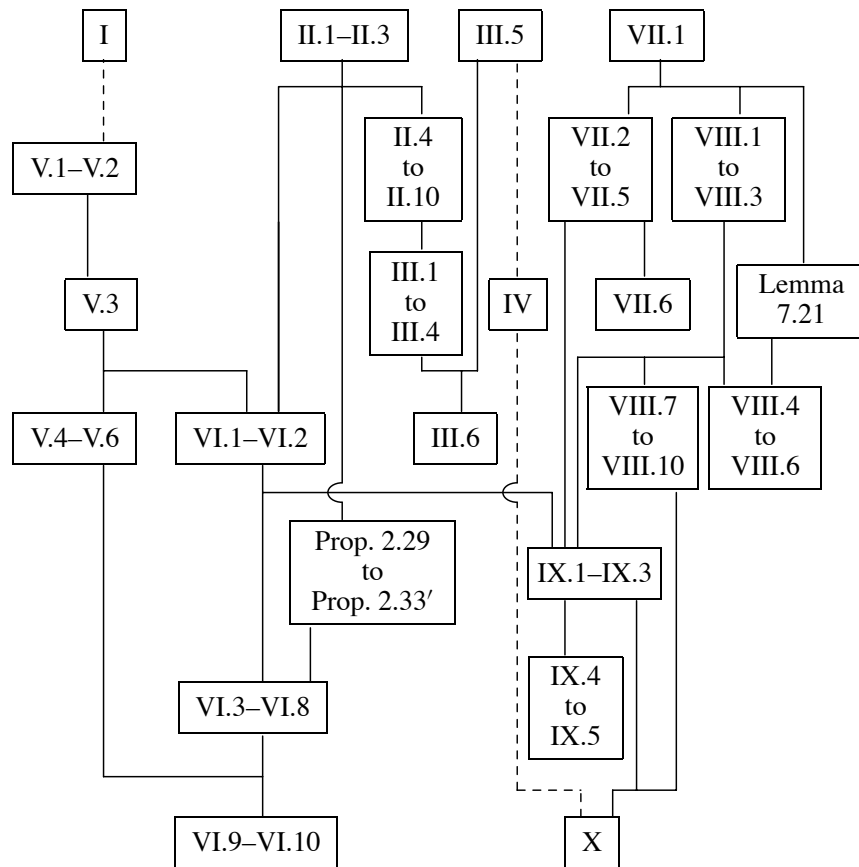 I
II.1–II.3
III.5
VII.1
V.1–V.2
II.4
to
II.10
VII.2
to
VII.5
VIII.1
to
VIII.3
V.3
III.1
to
III.4
IV
VII.6
Lemma
7.21
V.4–V.6
VI.1–VI.2
III.6
VIII.7
to
VIII.10
VIII.4
to
VIII.6
Prop. 2.29
to
Prop. 2.33′
IX.1–IX.3
VI.3–VI.8
IX.4
to
IX.5
VI.9–VI.10
X